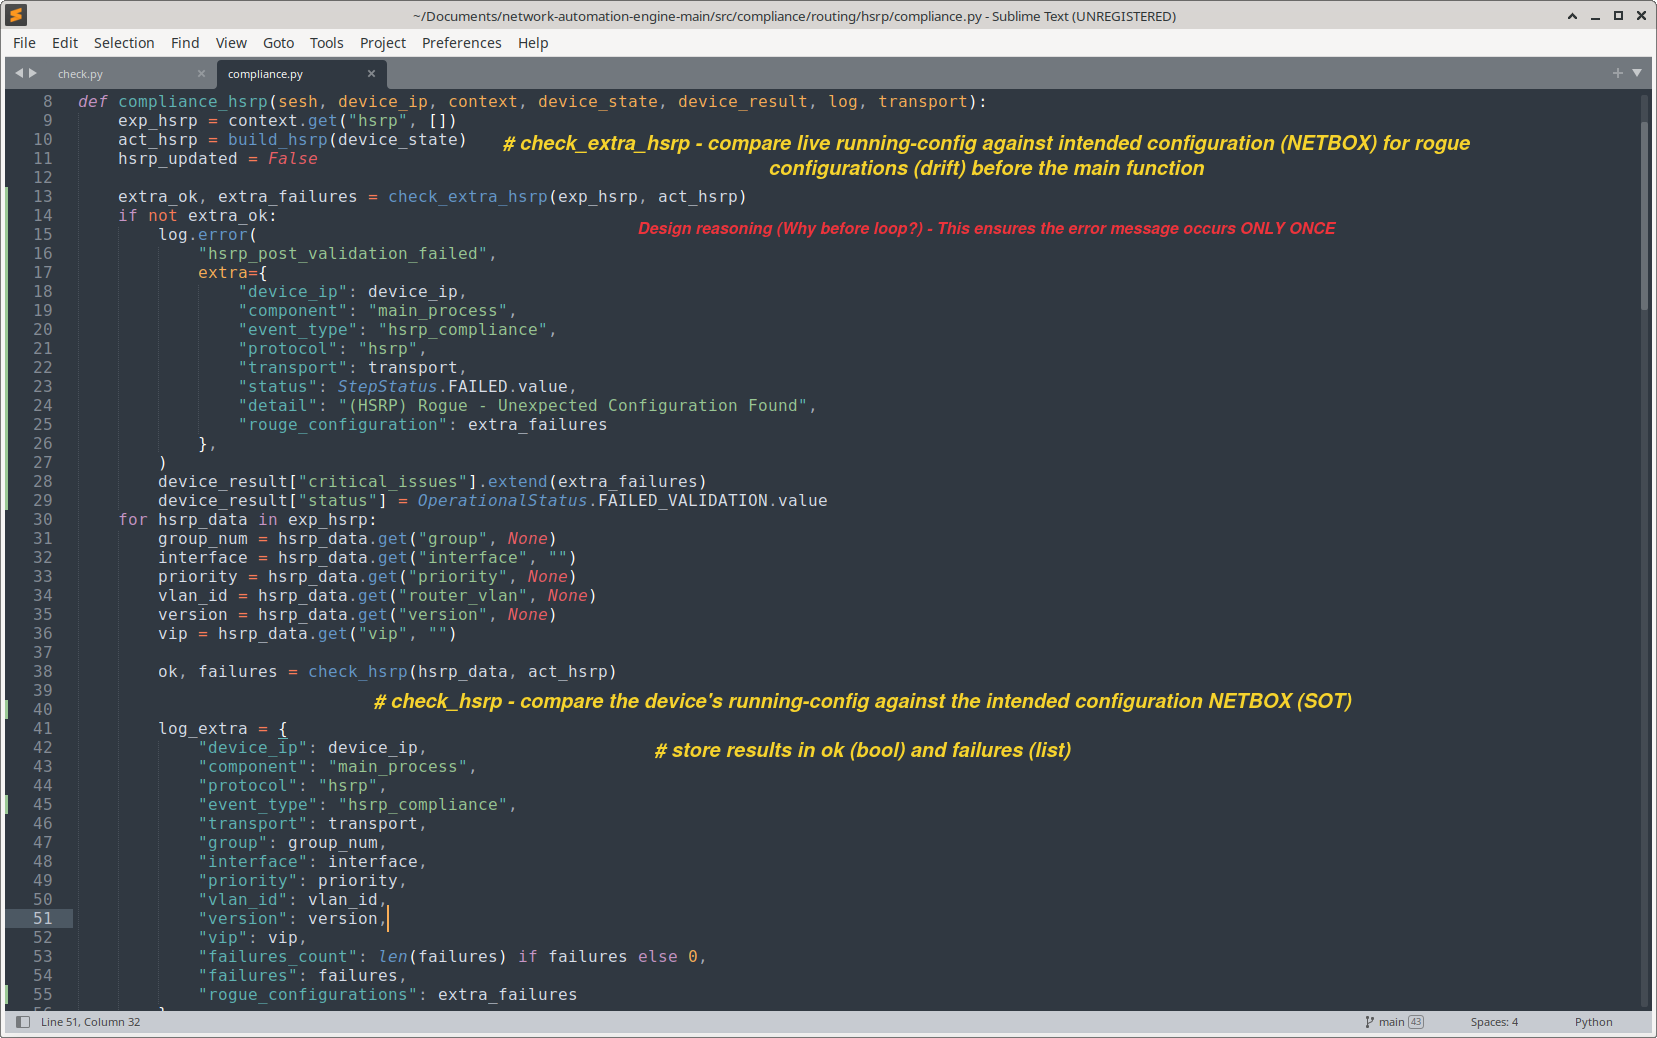 ~/Documents/network-automation-engine-main/src/compliance/routing/hsrp/compliance.py - Sublime Text (UNREGISTERED)
File Edit Selection Find View Goto Tools Project Preferences Help
check.py × compliance.py ×
8 def compliance_hsrp(sesh, device_ip, context, device_state, device_result, log, transport):
9 exp_hsrp = context.get("hsrp", [])
10 act_hsrp = build_hsrp(device_state)
# check_extra_hsrp - compare live running-config against intended configuration (NETBOX) for rogue
11 hsrp_updated = False
configurations (drift) before the main function
12
13 extra_ok, extra_failures = check_extra_hsrp(exp_hsrp, act_hsrp)
14 if not extra_ok:
Design reasoning (Why before loop?) - This ensures the error message occurs ONLY ONCE
15 log.error(
16 "hsrp_post_validation_failed",
17 extra={
18 "device_ip": device_ip,
19 "component": "main_process",
20 "event_type": "hsrp_compliance",
21 "protocol": "hsrp",
22 "transport": transport,
23 "status": StepStatus.FAILED.value,
24 "detail": "(HSRP) Rogue - Unexpected Configuration Found",
25 "rouge_configuration": extra_failures
26 },
27 )
28 device_result["critical_issues"].extend(extra_failures)
29 device_result["status"] = OperationalStatus.FAILED_VALIDATION.value
30 for hsrp_data in exp_hsrp:
31 group_num = hsrp_data.get("group", None)
32 interface = hsrp_data.get("interface", "")
33 priority = hsrp_data.get("priority", None)
34 vlan_id = hsrp_data.get("router_vlan", None)
35 version = hsrp_data.get("version", None)
36 vip = hsrp_data.get("vip", "")
37
38 ok, failures = check_hsrp(hsrp_data, act_hsrp)
39
# check_hsrp - compare the device's running-config against the intended configuration NETBOX (SOT)
40
41 log_extra = {
42 "device_ip": device_ip,
# store results in ok (bool) and failures (list)
43 "component": "main_process",
44 "protocol": "hsrp",
45 "event_type": "hsrp_compliance",
46 "transport": transport,
47 "group": group_num,
48 "interface": interface,
49 "priority": priority,
50 "vlan_id": vlan_id,
51 "version": version,
52 "vip": vip,
53 "failures_count": len(failures) if failures else 0,
54 "failures": failures,
55 "rogue_configurations": extra_failures
Line 51, Column 32 main 43 Spaces: 4 Python